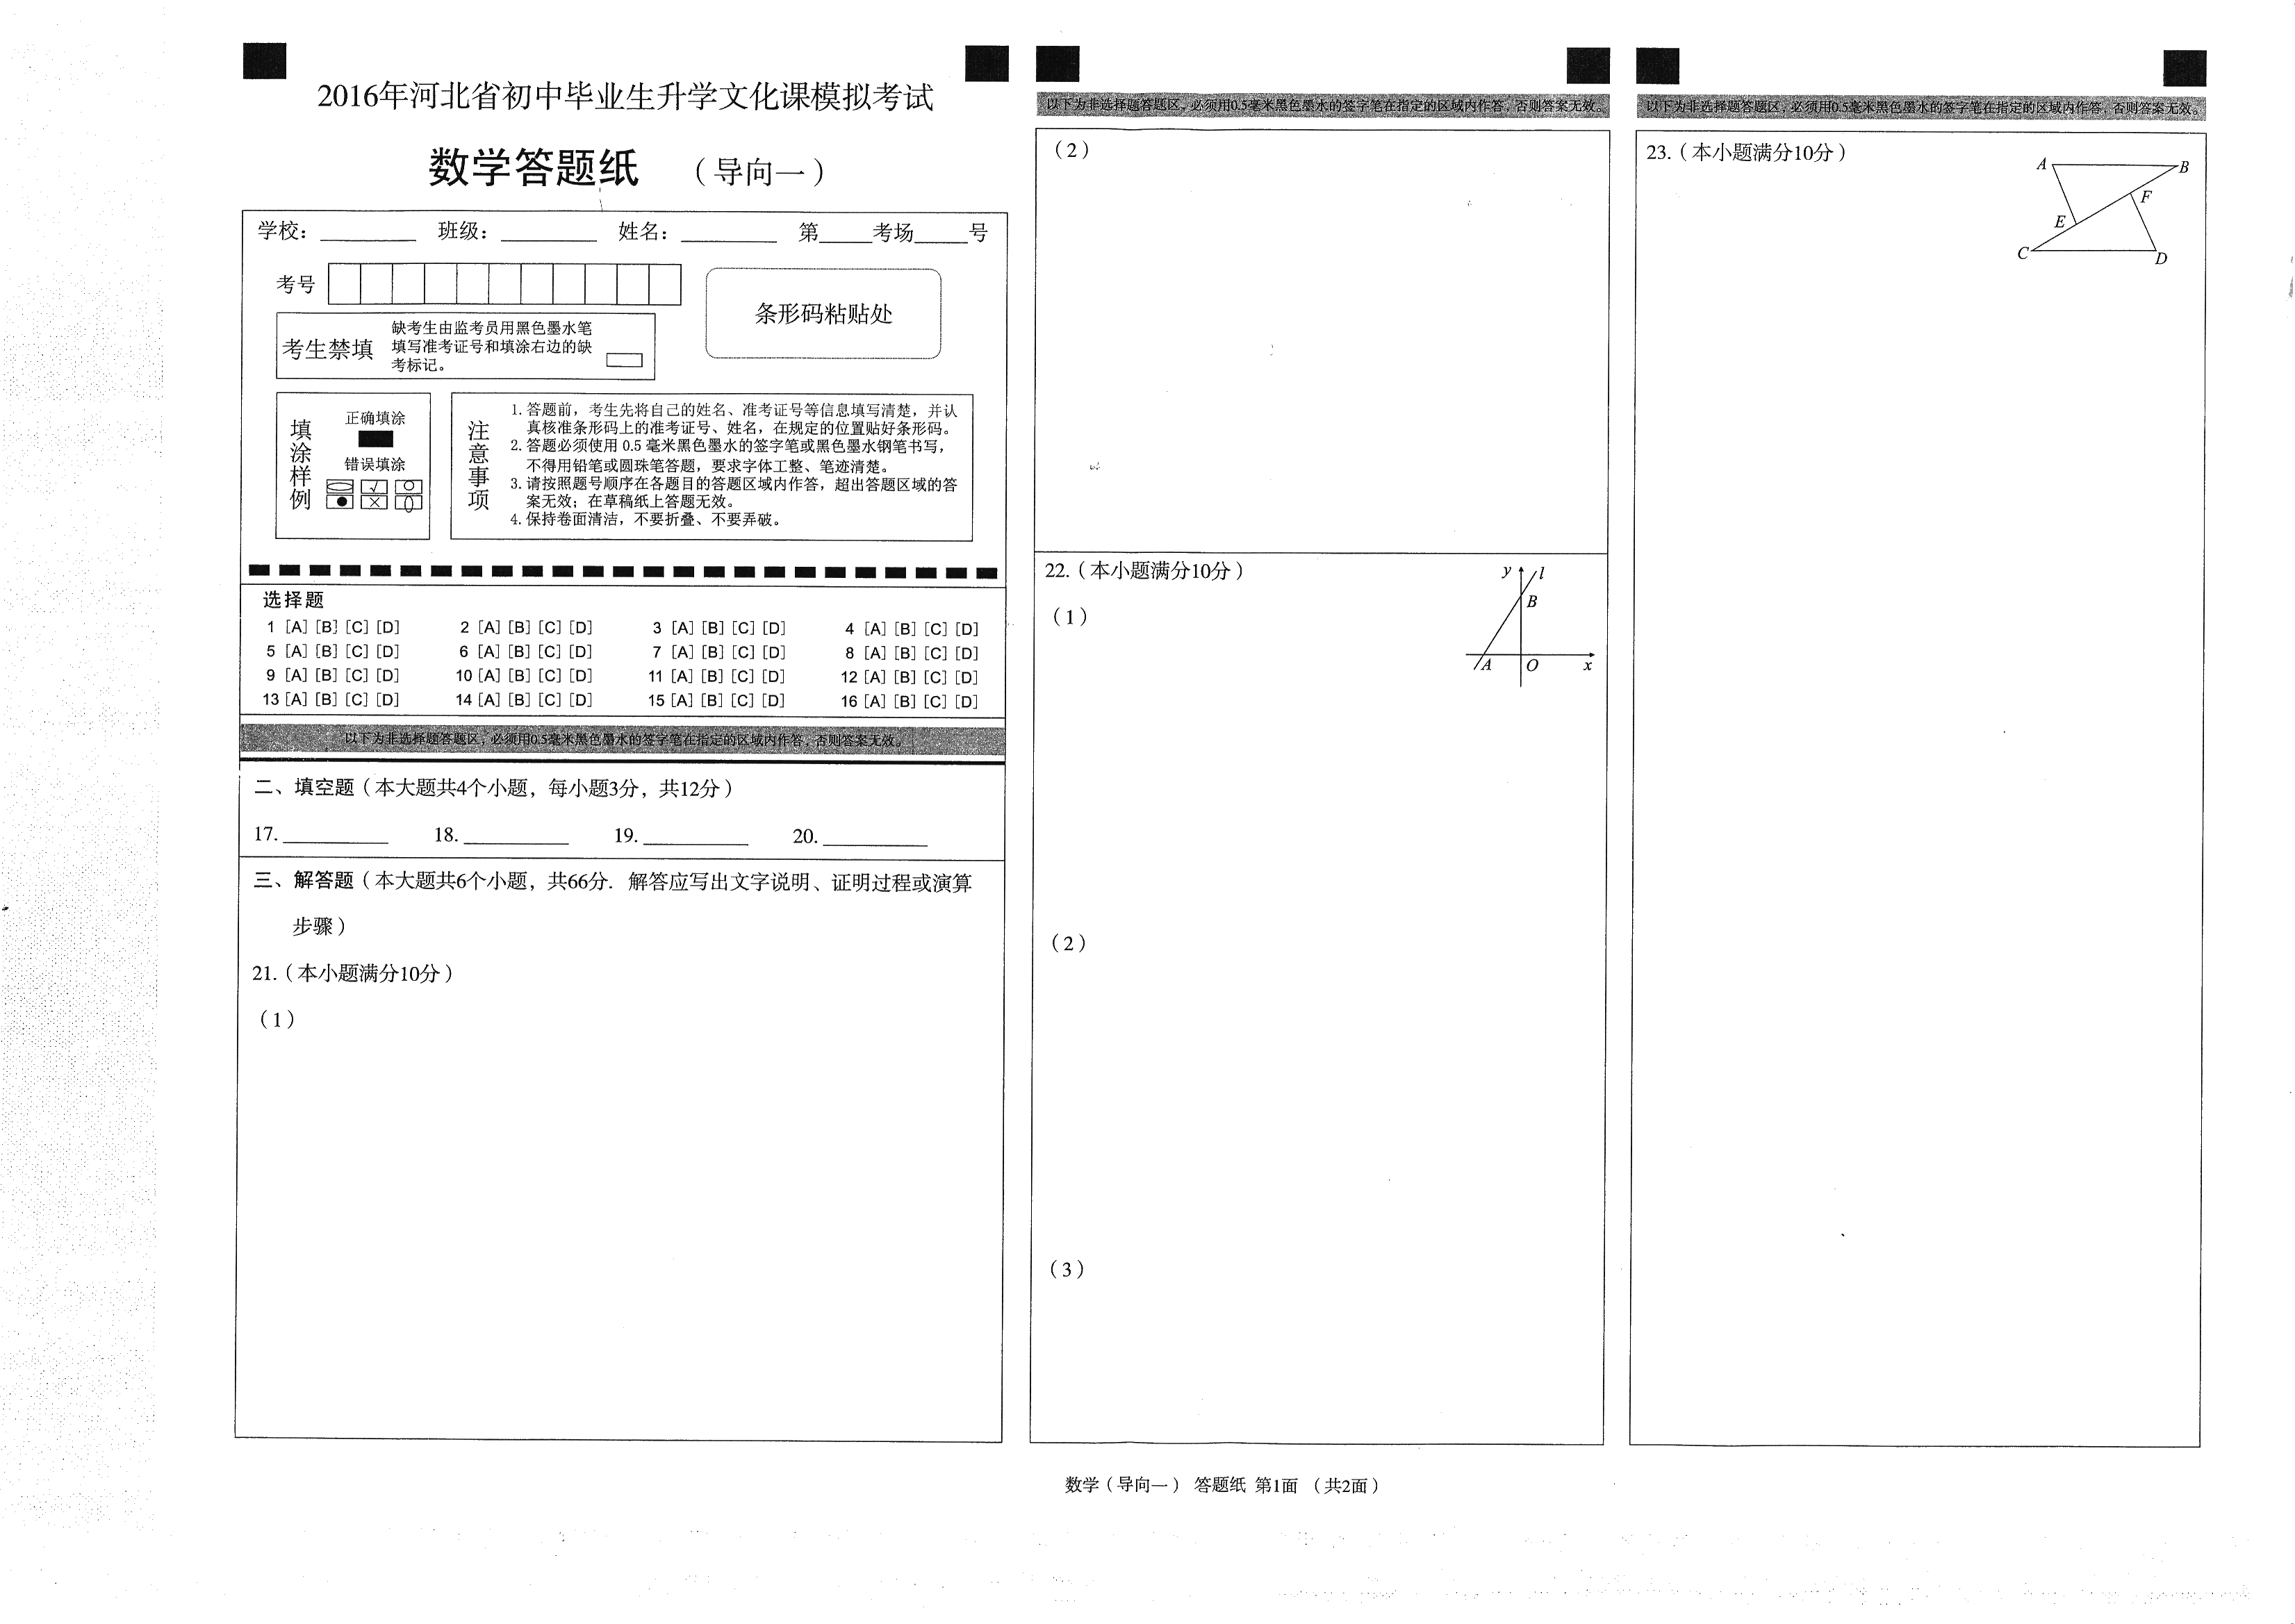 2016年河北省初中毕业生升学文化课模拟考试
数学答题纸 （导向一）
学校：________ 班级：________ 姓名：________ 第____考场____号
考号
条形码粘贴处
考生禁填
缺考生由监考员用黑色墨水笔
填写准考证号和填涂右边的缺
考标记。
填涂样例
正确填涂
错误填涂
注意事项
1. 答题前，考生先将自己的姓名、准考证号等信息填写清楚，并认
真核准条形码上的准考证号、姓名，在规定的位置贴好条形码。
2. 答题必须使用 0.5 毫米黑色墨水的签字笔或黑色墨水钢笔书写，
不得用铅笔或圆珠笔答题，要求字体工整、笔迹清楚。
3. 请按照题号顺序在各题目的答题区域内作答，超出答题区域的答
案无效；在草稿纸上答题无效。
4. 保持卷面清洁，不要折叠、不要弄破。
选择题
1 [A] [B] [C] [D] 2 [A] [B] [C] [D] 3 [A] [B] [C] [D] 4 [A] [B] [C] [D]
5 [A] [B] [C] [D] 6 [A] [B] [C] [D] 7 [A] [B] [C] [D] 8 [A] [B] [C] [D]
9 [A] [B] [C] [D] 10 [A] [B] [C] [D] 11 [A] [B] [C] [D] 12 [A] [B] [C] [D]
13 [A] [B] [C] [D] 14 [A] [B] [C] [D] 15 [A] [B] [C] [D] 16 [A] [B] [C] [D]
以下为非选择题答题区，必须用0.5毫米黑色墨水的签字笔在指定的区域内作答，否则答案无效。
二、填空题（本大题共4个小题，每小题3分，共12分）
17.________ 18.________ 19.________ 20.________
三、解答题（本大题共6个小题，共66分．解答应写出文字说明、证明过程或演算
步骤）
21.（本小题满分10分）
（1）
以下为非选择题答题区，必须用0.5毫米黑色墨水的签字笔在指定的区域内作答，否则答案无效。
（2）
22.（本小题满分10分）
（1）
y l
B
A O x
（2）
（3）
以下为非选择题答题区，必须用0.5毫米黑色墨水的签字笔在指定的区域内作答，否则答案无效。
23.（本小题满分10分）
A B
F
E
C D
数学（导向一） 答题纸 第1面 （共2面）